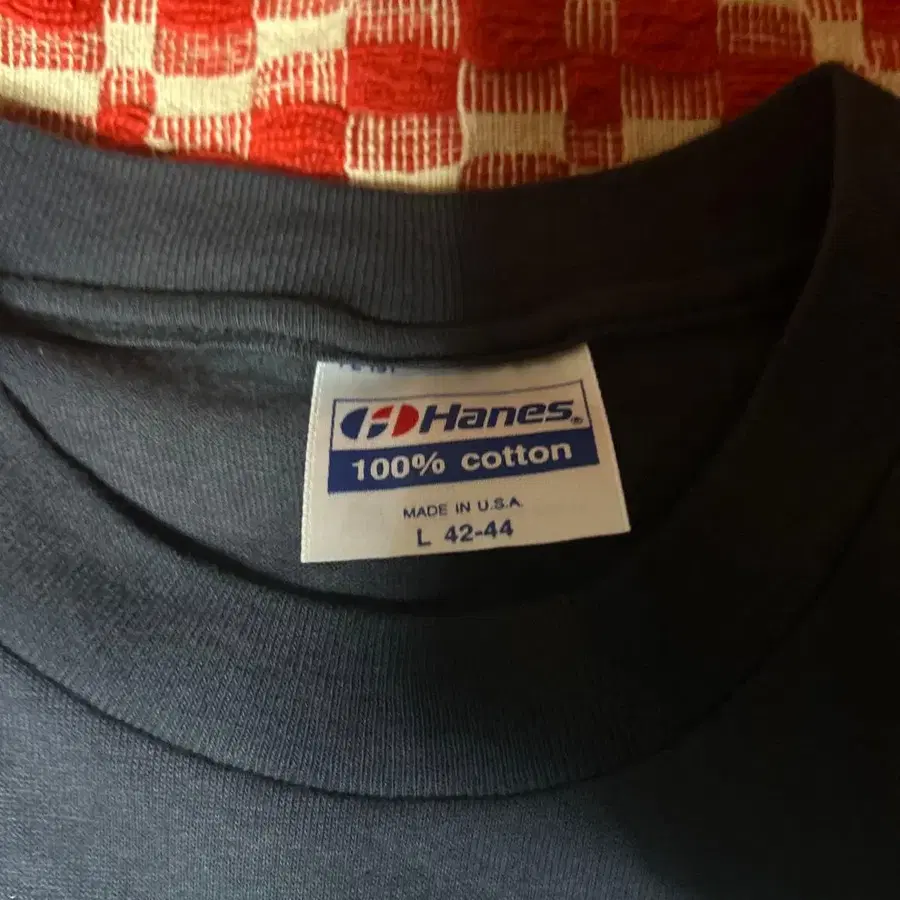 Hanes®
100% cotton
MADE IN U.S.A.
L 42-44